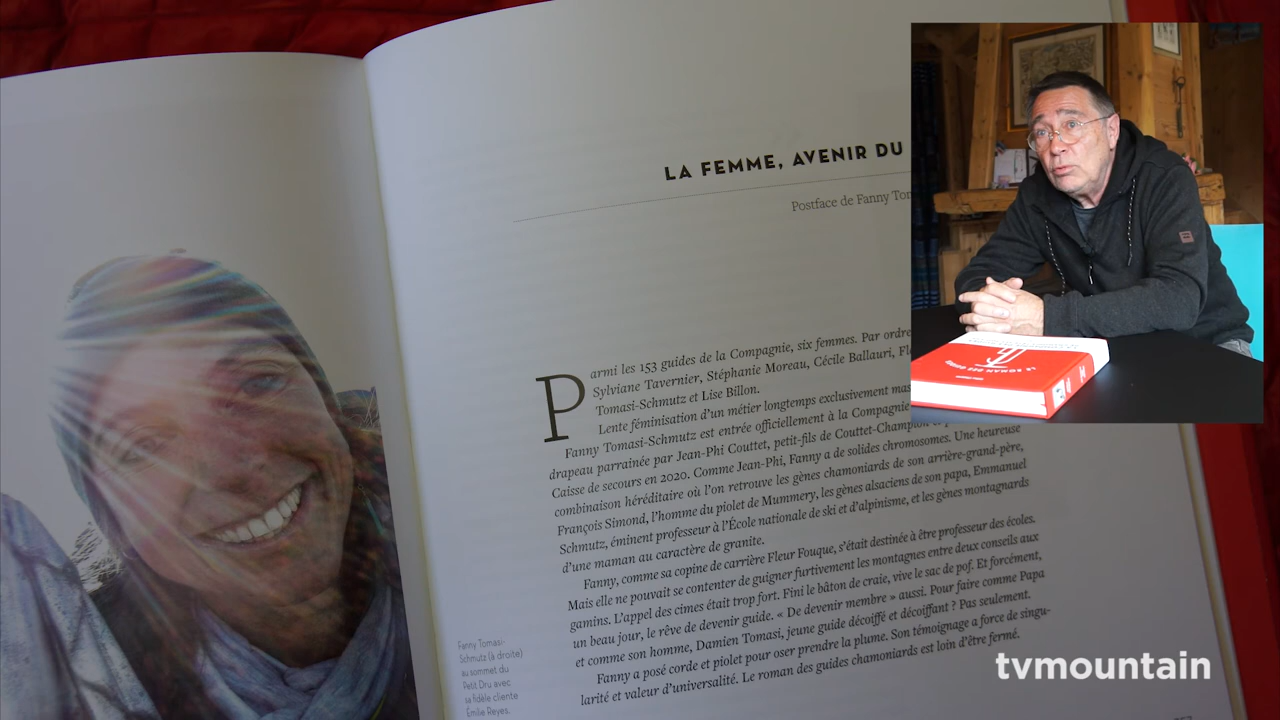 LA FEMME, AVENIR DU
Postface de Fanny Tom
Parmi les 153 guides de la Compagnie, six femmes. Par ordre
Sylviane Tavernier, Stéphanie Moreau, Cécile Ballauri, Fl
Tomasi-Schmutz et Lise Billon.
Lente féminisation d'un métier longtemps exclusivement mas
Fanny Tomasi-Schmutz est entrée officiellement à la Compagnie
drapeau parrainée par Jean-Phi Couttet, petit-fils de Couttet-Champion
Caisse de secours en 2020. Comme Jean-Phi, Fanny a de solides chromosomes. Une heureuse
combinaison héréditaire où l'on retrouve les gènes chamoniards de son arrière-grand-père,
François Simond, l'homme du piolet de Mummery, les gènes alsaciens de son papa, Emmanuel
Schmutz, éminent professeur à l'École nationale de ski et d'alpinisme, et les gènes montagnards
d'une maman au caractère de granite.
Fanny, comme sa copine de carrière Fleur Fouque, s'était destinée à être professeur des écoles.
Mais elle ne pouvait se contenter de guigner furtivement les montagnes entre deux conseils aux
gamins. L'appel des cimes était trop fort. Fini le bâton de craie, vive le sac de pof. Et forcément,
un beau jour, le rêve de devenir guide. « De devenir membre » aussi. Pour faire comme Papa
et comme son homme, Damien Tomasi, jeune guide décoiffé et décoiffant ? Pas seulement.
Fanny a posé corde et piolet pour oser prendre la plume. Son témoignage a force de singu-
larité et valeur d'universalité. Le roman des guides chamoniards est loin d'être fermé.
Fanny Tomasi-
Schmutz (à droite)
au sommet du
Petit Dru avec
sa fidèle cliente
Émilie Reyes.
LE ROMAN DES GUIDES
tvmountain